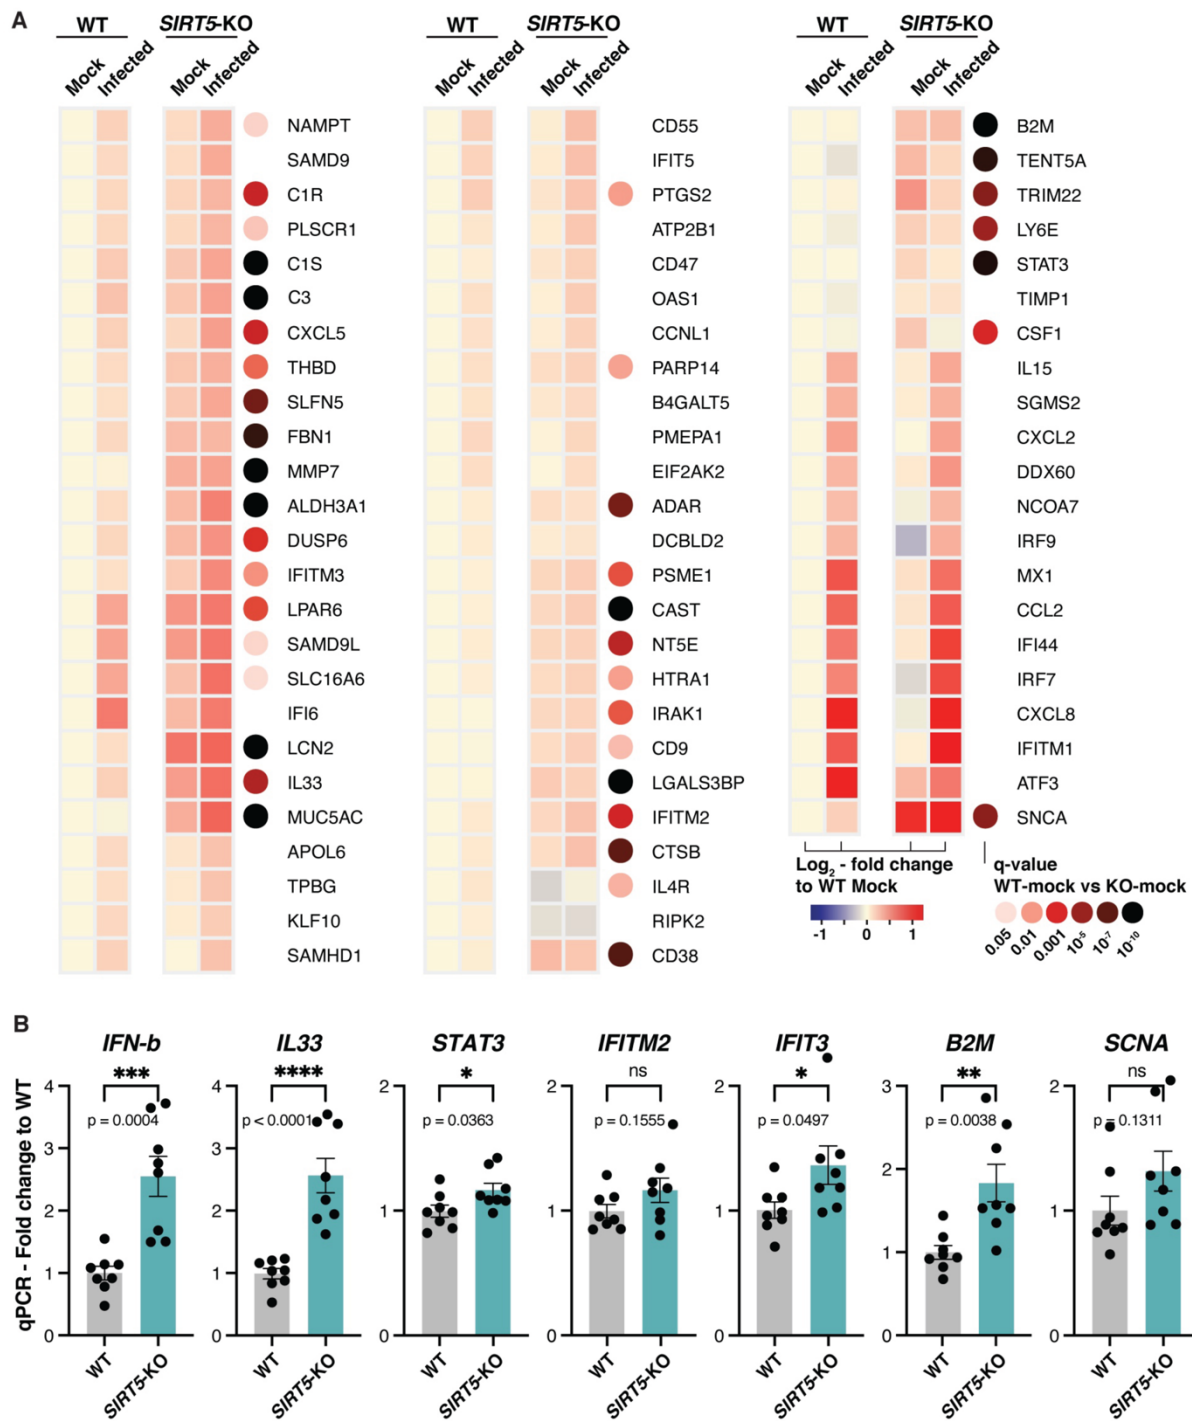 A
WT SIRT5-KO WT SIRT5-KO WT SIRT5-KO
Mock Infected Mock Infected Mock Infected Mock Infected Mock Infected Mock Infected
NAMPT CD55 B2M
SAMD9 IFIT5 TENT5A
C1R PTGS2 TRIM22
PLSCR1 ATP2B1 LY6E
C1S CD47 STAT3
C3 OAS1 TIMP1
CXCL5 CCNL1 CSF1
THBD PARP14 IL15
SLFN5 B4GALT5 SGMS2
FBN1 PMEPA1 CXCL2
MMP7 EIF2AK2 DDX60
ALDH3A1 ADAR NCOA7
DUSP6 DCBLD2 IRF9
IFITM3 PSME1 MX1
LPAR6 CAST CCL2
SAMD9L NT5E IFI44
SLC16A6 HTRA1 IRF7
IFI6 IRAK1 CXCL8
LCN2 CD9 IFITM1
IL33 LGALS3BP ATF3
MUC5AC IFITM2 SNCA
APOL6 CTSB
TPBG IL4R
KLF10 RIPK2
SAMHD1 CD38
Log₂ - fold change
to WT Mock
-1 0 1
q-value
WT-mock vs KO-mock
0.05 0.01 0.001 10⁻⁵ 10⁻⁷ 10⁻¹⁰
B
IFN-b IL33 STAT3 IFITM2 IFIT3 B2M SCNA
*** **** * ns * ** ns
p = 0.0004 p < 0.0001 p = 0.0363 p = 0.1555 p = 0.0497 p = 0.0038 p = 0.1311
qPCR - Fold change to WT
4 4 2 2 2 3 2
3 3 2
2 2 1 1 1 1
1 1 1
0 0 0 0 0 0 0
WT SIRT5-KO WT SIRT5-KO WT SIRT5-KO WT SIRT5-KO WT SIRT5-KO WT SIRT5-KO WT SIRT5-KO